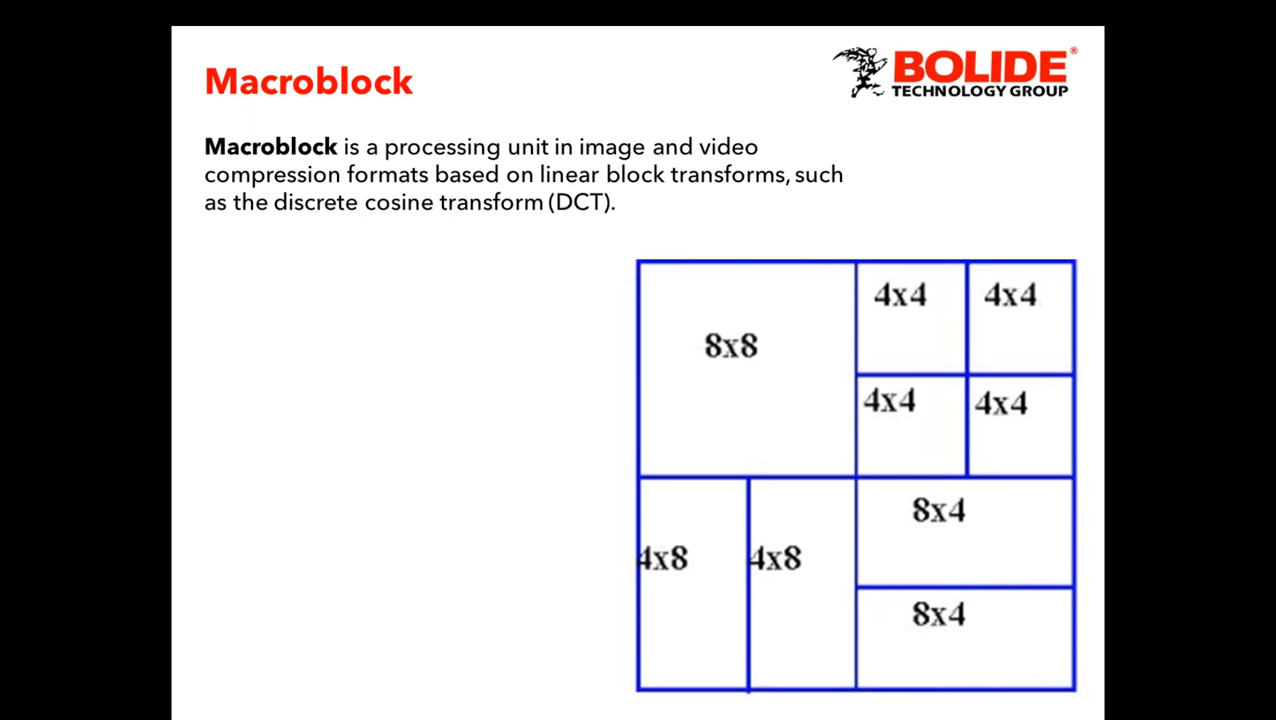 Macroblock
BOLIDE®
TECHNOLOGY GROUP
Macroblock is a processing unit in image and video
compression formats based on linear block transforms, such
as the discrete cosine transform (DCT).
8x8
4x4
4x4
4x4
4x4
4x8
4x8
8x4
8x4